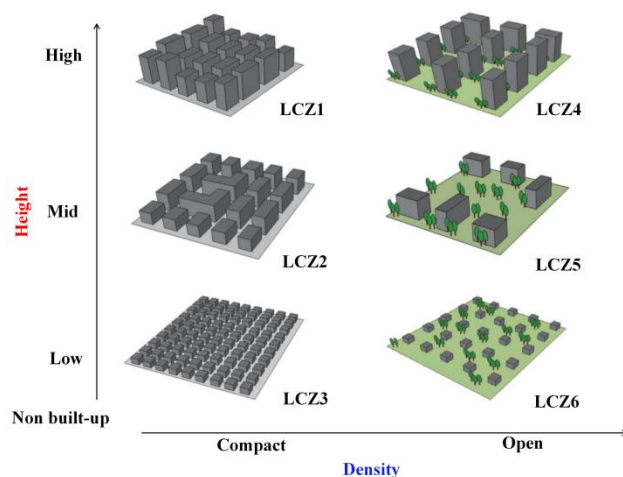 High
LCZ1
LCZ4
Height
Mid
LCZ2
LCZ5
Low
LCZ3
LCZ6
Non built-up
Compact
Open
Density